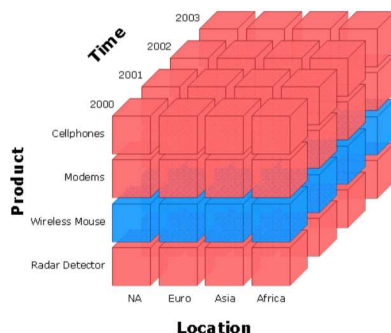 2003
Time
2002
2001
2000
Cellphones
Modems
Product
Wireless Mouse
Radar Detector
NA Euro Asia Africa
Location